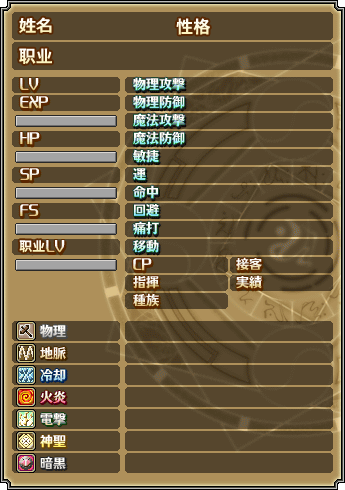 姓名 性格
职业
LV 物理攻撃
EXP 物理防御
魔法攻撃
HP 魔法防御
敏捷
SP 運
命中
FS 回避
痛打
职业LV 移動
CP 接客
指揮 実績
種族
物理
地脈
冷却
火炎
電撃
神聖
暗黒